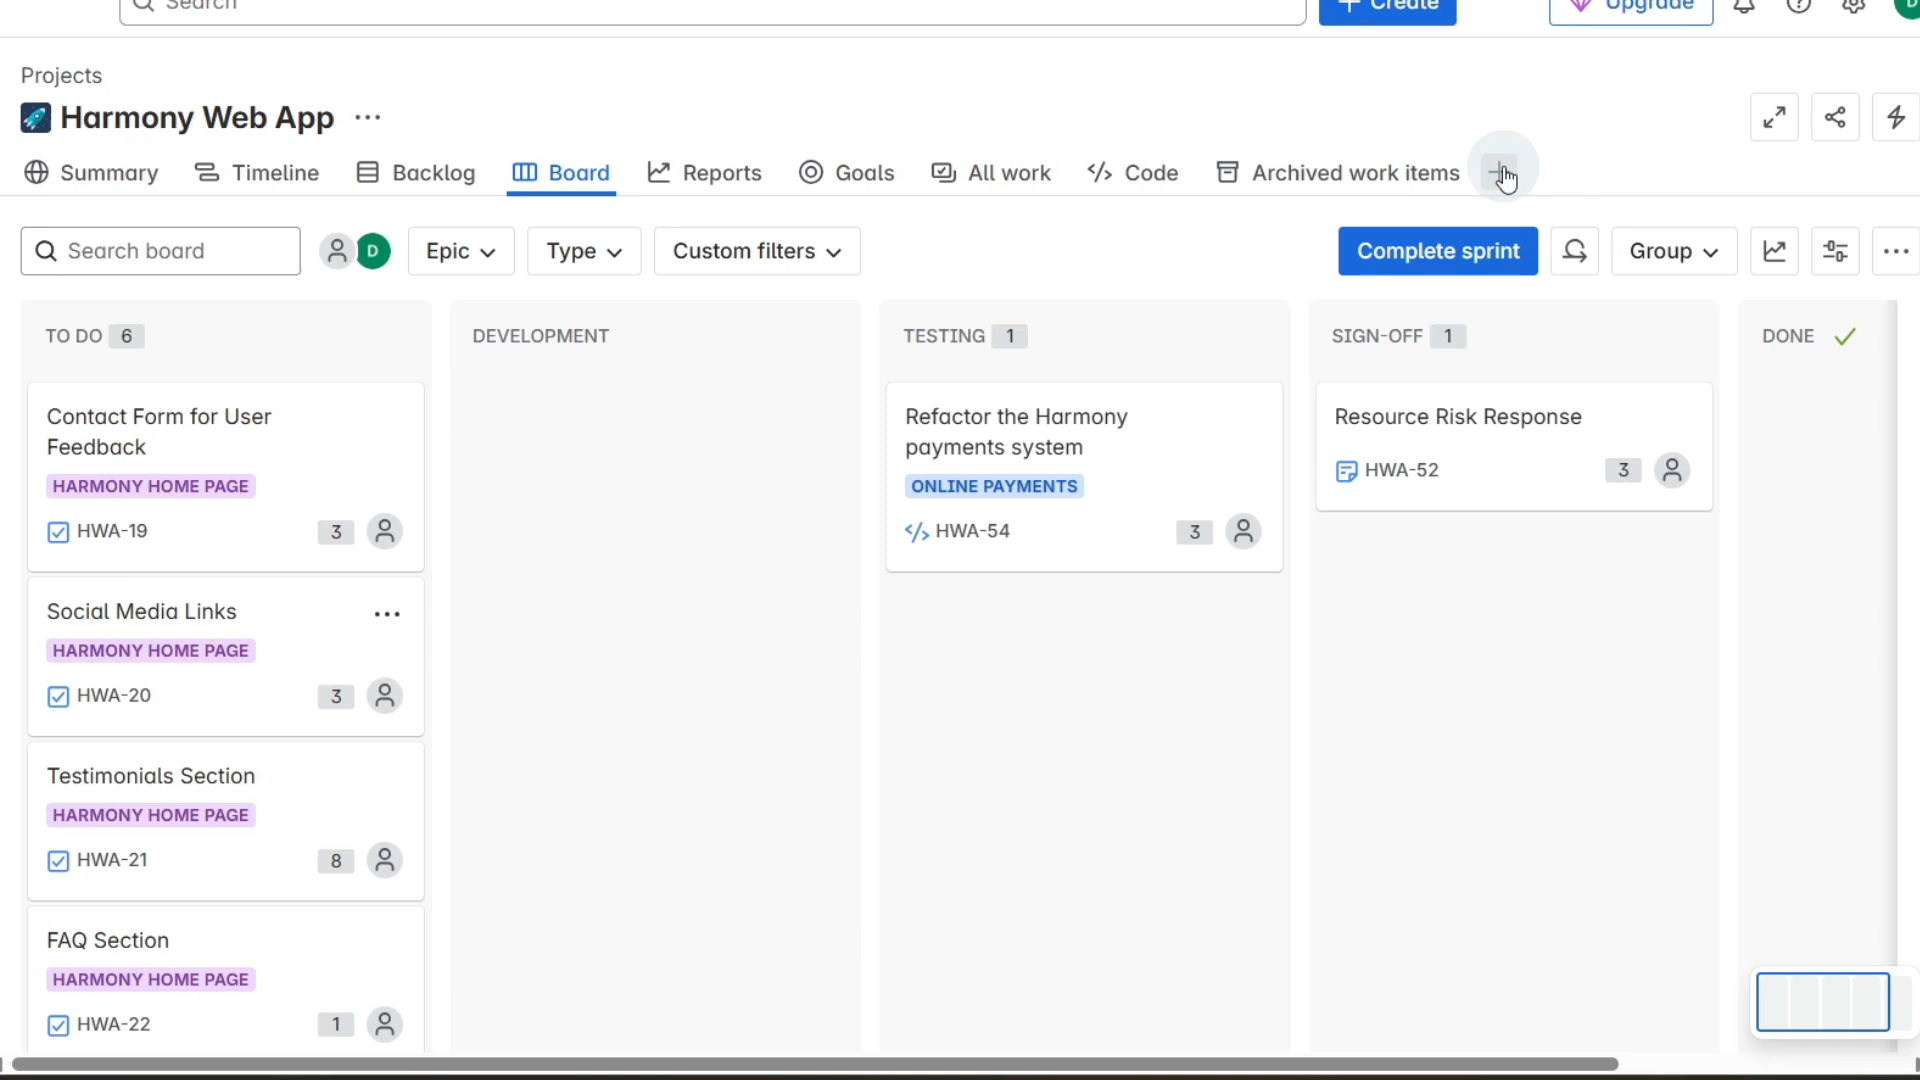 Search
Create
Upgrade
D
Projects
Harmony Web App
Summary
Timeline
Backlog
Board
Reports
Goals
All work
Code
Archived work items
Search board
D
Epic
Type
Custom filters
Complete sprint
Group
TO DO 6
DEVELOPMENT
TESTING 1
SIGN-OFF 1
DONE
Contact Form for User
Feedback
HARMONY HOME PAGE
HWA-19
3
Social Media Links
HARMONY HOME PAGE
HWA-20
3
Testimonials Section
HARMONY HOME PAGE
HWA-21
8
FAQ Section
HARMONY HOME PAGE
HWA-22
1
Refactor the Harmony
payments system
ONLINE PAYMENTS
HWA-54
3
Resource Risk Response
HWA-52
3